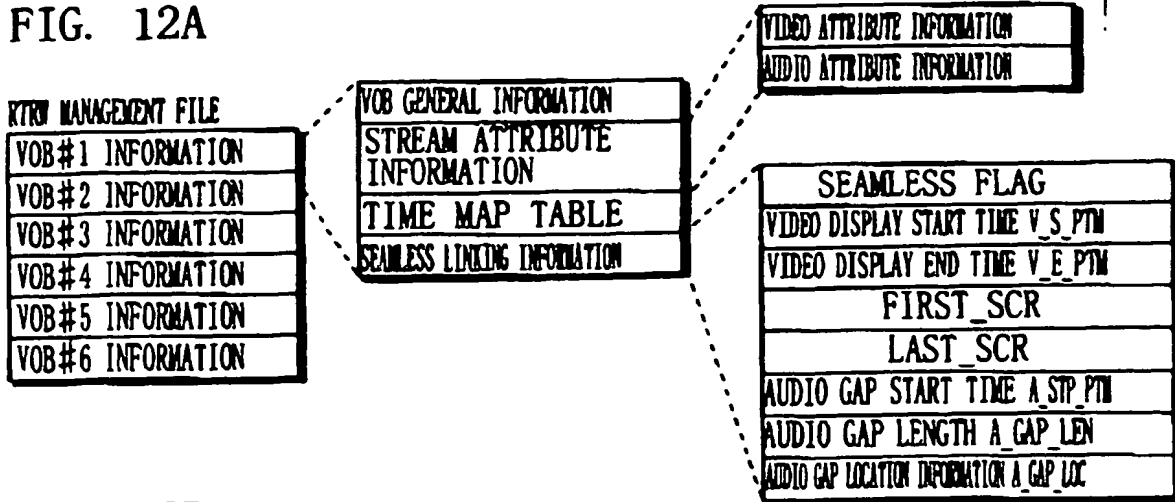 FIG. 12A
RTRW MANAGEMENT FILE
VOB#1 INFORMATION
VOB#2 INFORMATION
VOB#3 INFORMATION
VOB#4 INFORMATION
VOB#5 INFORMATION
VOB#6 INFORMATION
VOB GENERAL INFORMATION
STREAM ATTRIBUTE
INFORMATION
TIME MAP TABLE
SEAMLESS LINKING INFORMATION
VIDEO ATTRIBUTE INFORMATION
AUDIO ATTRIBUTE INFORMATION
SEAMLESS FLAG
VIDEO DISPLAY START TIME V_S_PTM
VIDEO DISPLAY END TIME V_E_PTM
FIRST_SCR
LAST_SCR
AUDIO GAP START TIME A_STP_PTM
AUDIO GAP LENGTH A_GAP_LEN
AUDIO GAP LOCATION INFORMATION A_GAP_LOC